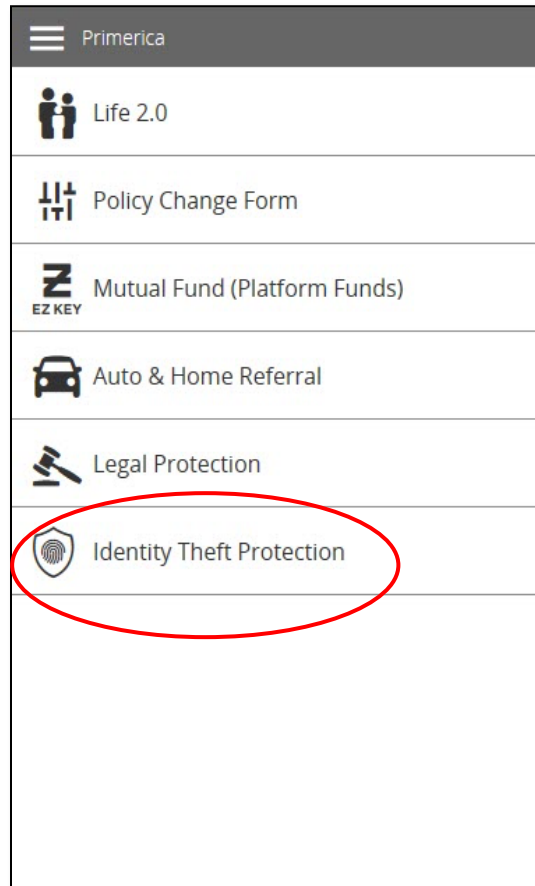 Primerica
Life 2.0
Policy Change Form
Z
EZ KEY
Mutual Fund (Platform Funds)
Auto & Home Referral
Legal Protection
Identity Theft Protection